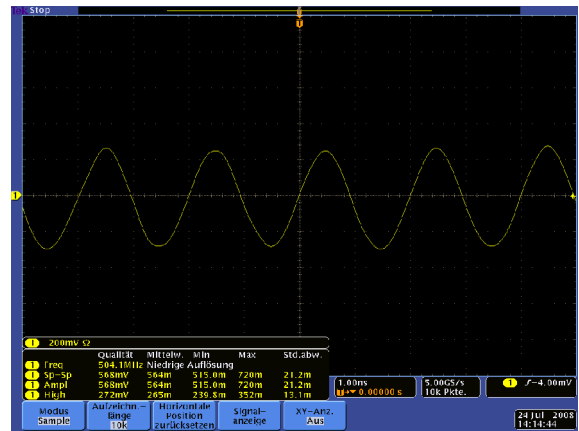 Tek Stop
T
1
1 200mV Ω
Qualität Mittelw. Min Max Std.abw.
1 Freq 504.1MHz Niedrige Auflösung
1 Sp-Sp 568mV 564m 515.0m 720m 21.2m
1 Ampl 568mV 564m 515.0m 720m 21.2m
1 High 272mV 265m 239.8m 352m 13.1m
1.00ns
0.00000 s
5.00GS/s
10k Pkte.
1 -4.00mV
Modus
Sample
Aufzeichn.-
länge
10k
Horizontale
Position
zurücksetzen
Signal-
anzeige
XY-Anz.
Aus
24 Jul 2008
14:14:44